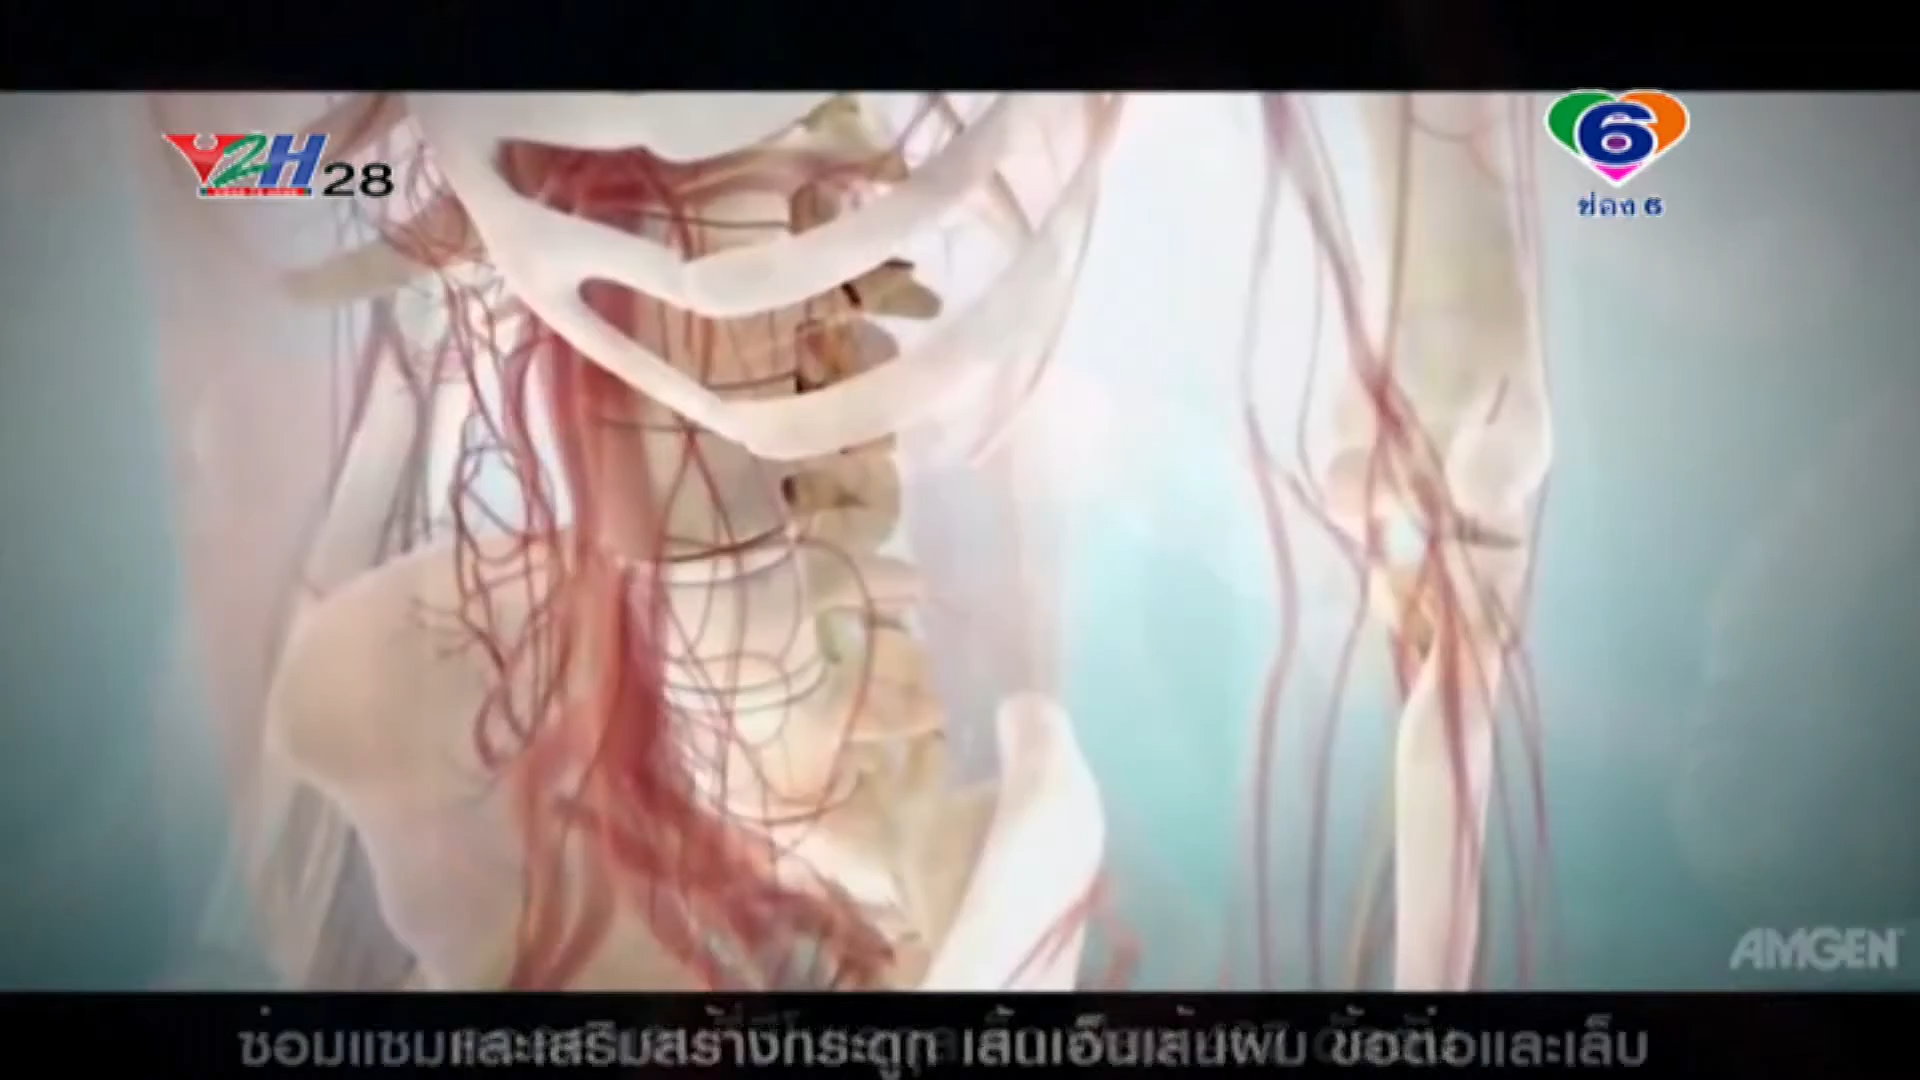 V2H 28
6
ช่อง 6
AMGEN
ซ่อมแซมและเสริมสร้างกระดูก เส้นเอ็นเส้นผม ข้อต่อและเล็บ